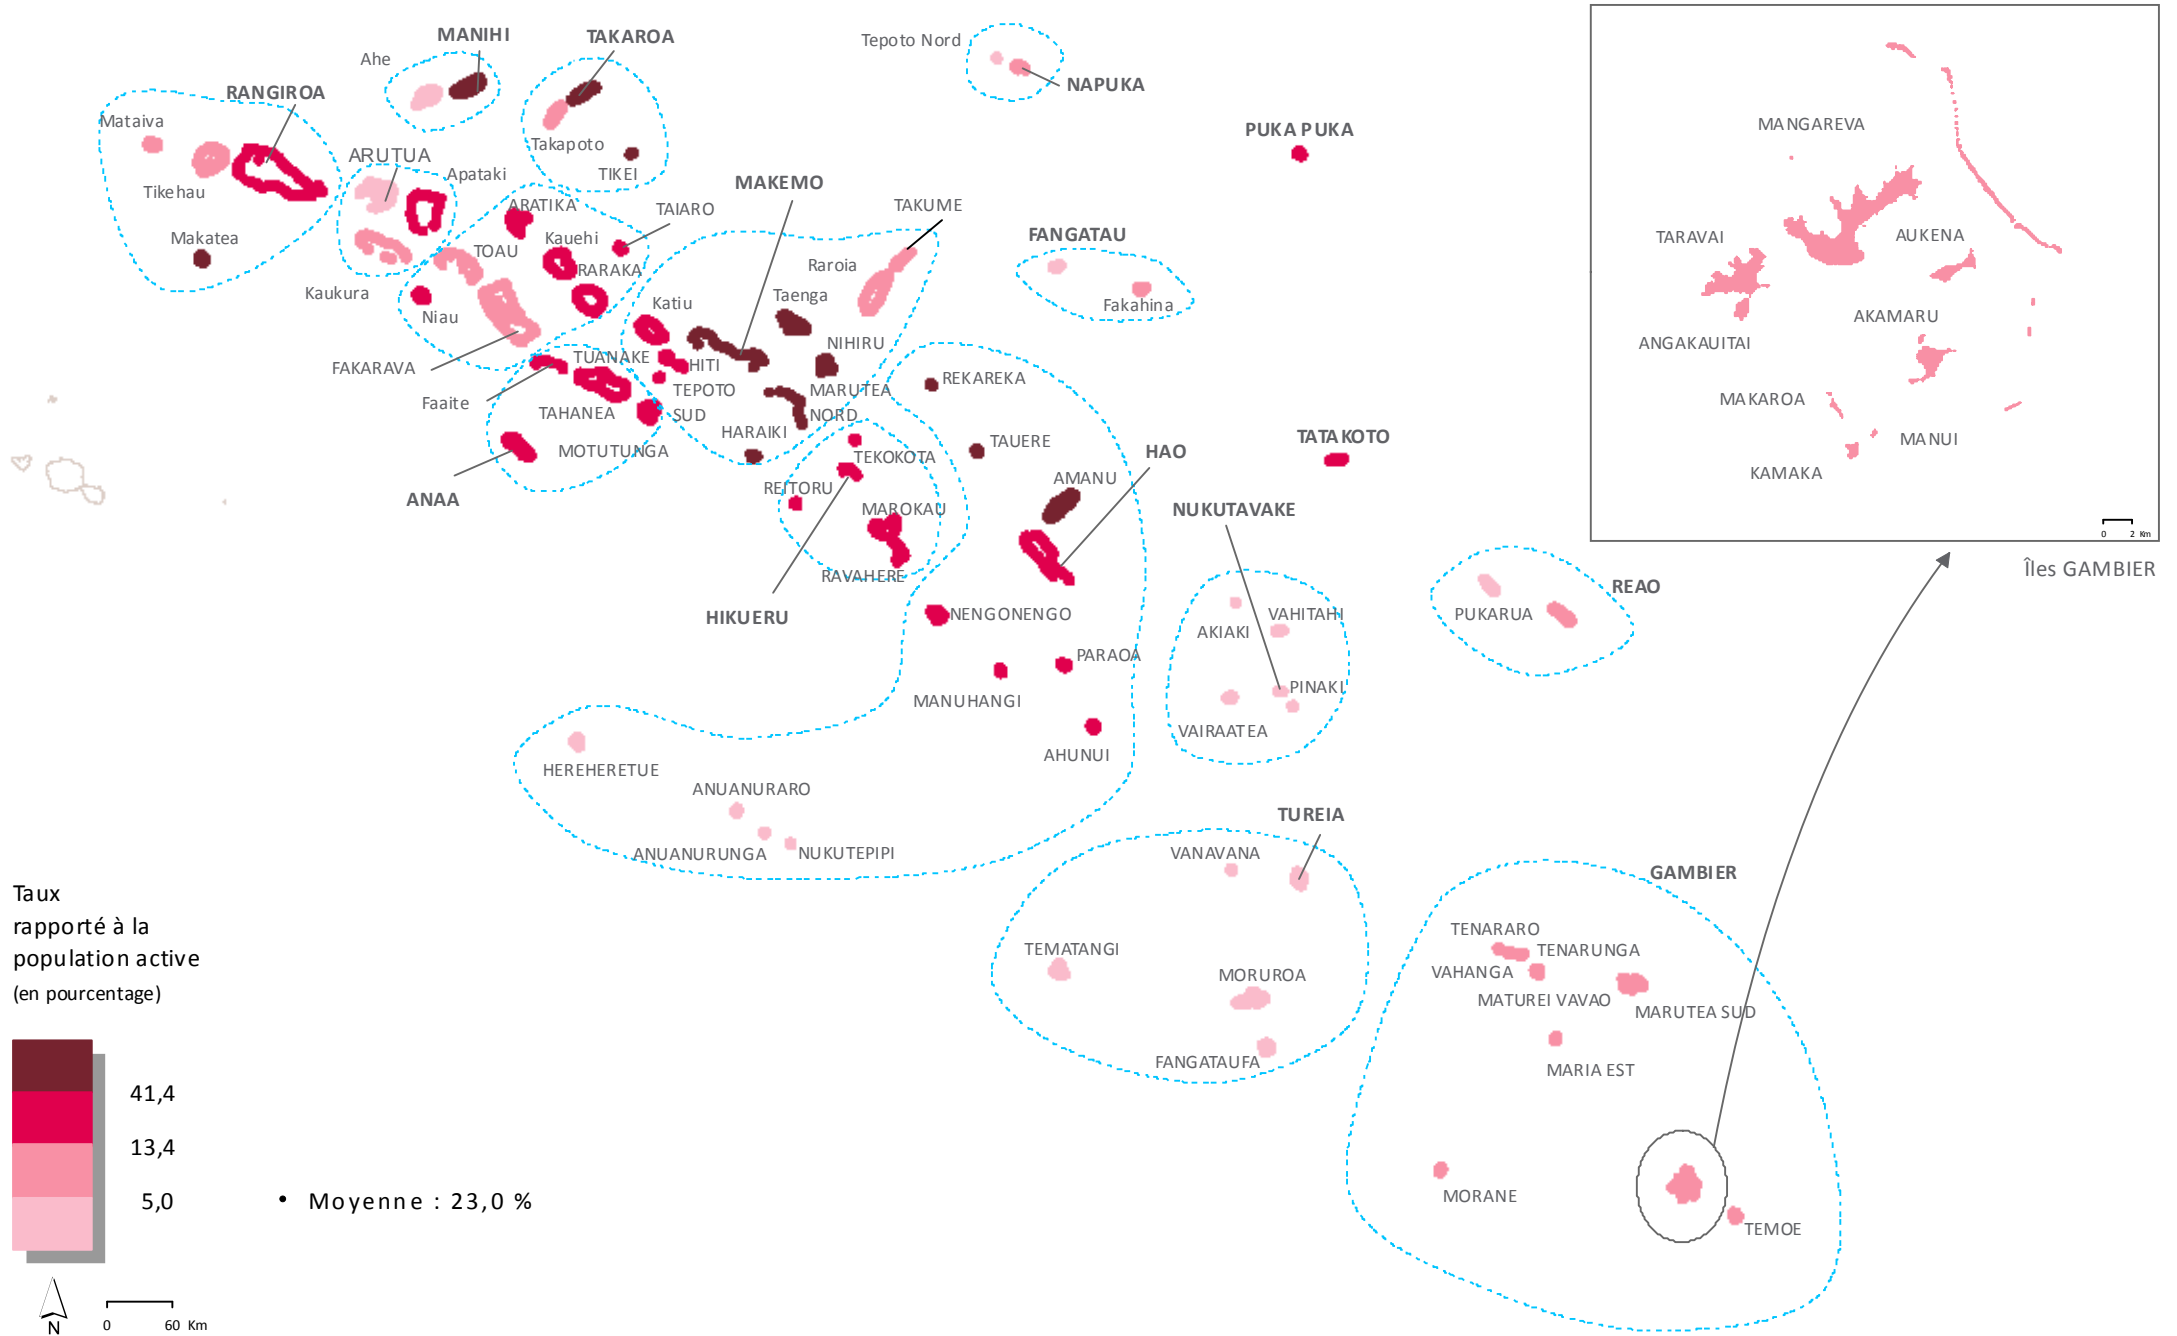 MANIHI
TAKAROA
Tepoto Nord
Ahe
NAPUKA
RANGIROA
Mataiva
PUKA PUKA
MANGAREVA
Takapoto
ARUTUA
Apataki
TIKEI
MAKEMO
Tikehau
ARATIKA
TAIARO
TAKUME
Makatea
Kauehi
FANGATAU
TARAVAI
AUKENA
TOAU
RARAKA
Raroia
Kaukura
Niau
Katiu
Taenga
Fakahina
AKAMARU
ANGAKAUITAI
NIHIRU
TUANAKE
HITI
FAKARAVA
REKAREKA
TEPOTO
SUD
MARUTEA
NORD
Faaite
TAHANEA
MAKAROA
HARAIKI
MANUI
MOTUTUNGA
TAUERE
TATAKOTO
TEKOKOTA
HAO
KAMAKA
AMANU
REITORU
ANAA
MAROKAU
NUKUTAVAKE
0 2 Km
Îles GAMBIER
RAVAHERE
REAO
HIKUERU
NENGONENGO
VAHITAHI
PUKARUA
AKIAKI
PARAOA
PINAKI
MANUHANGI
VAIRAATEA
AHUNUI
HEREHERETUE
ANUANURARO
TUREIA
ANUANURUNGA
NUKUTEPIPI
VANAVANA
GAMBIER
Taux
rapporté à la
population active
(en pourcentage)
TENARARO
TEMATANGI
TENARUNGA
MORUROA
VAHANGA
MATUREI VAVAO
MARUTEA SUD
FANGATAUFA
MARIA EST
41,4
13,4
5,0
• Moyenne : 23,0 %
MORANE
TEMOE
N
0 60 Km